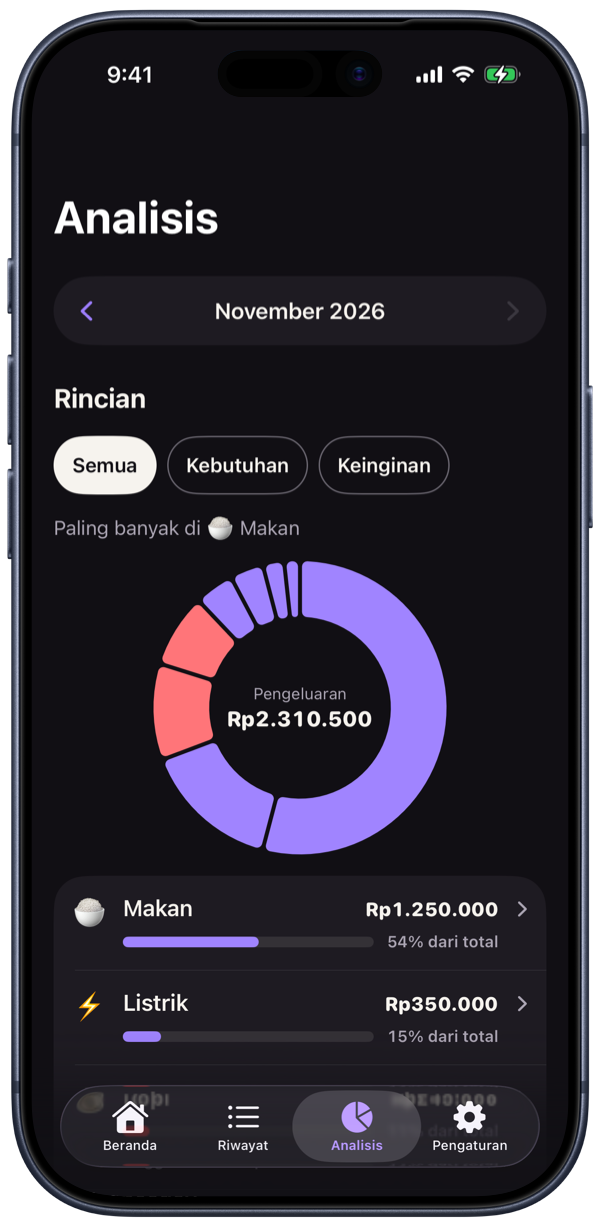 9:41
Analisis
November 2026
Rincian
Semua Kebutuhan Keinginan
Paling banyak di Makan
Pengeluaran
Rp2.310.500
Makan Rp1.250.000
54% dari total
Listrik Rp350.000
15% dari total
Beranda Riwayat Analisis Pengaturan